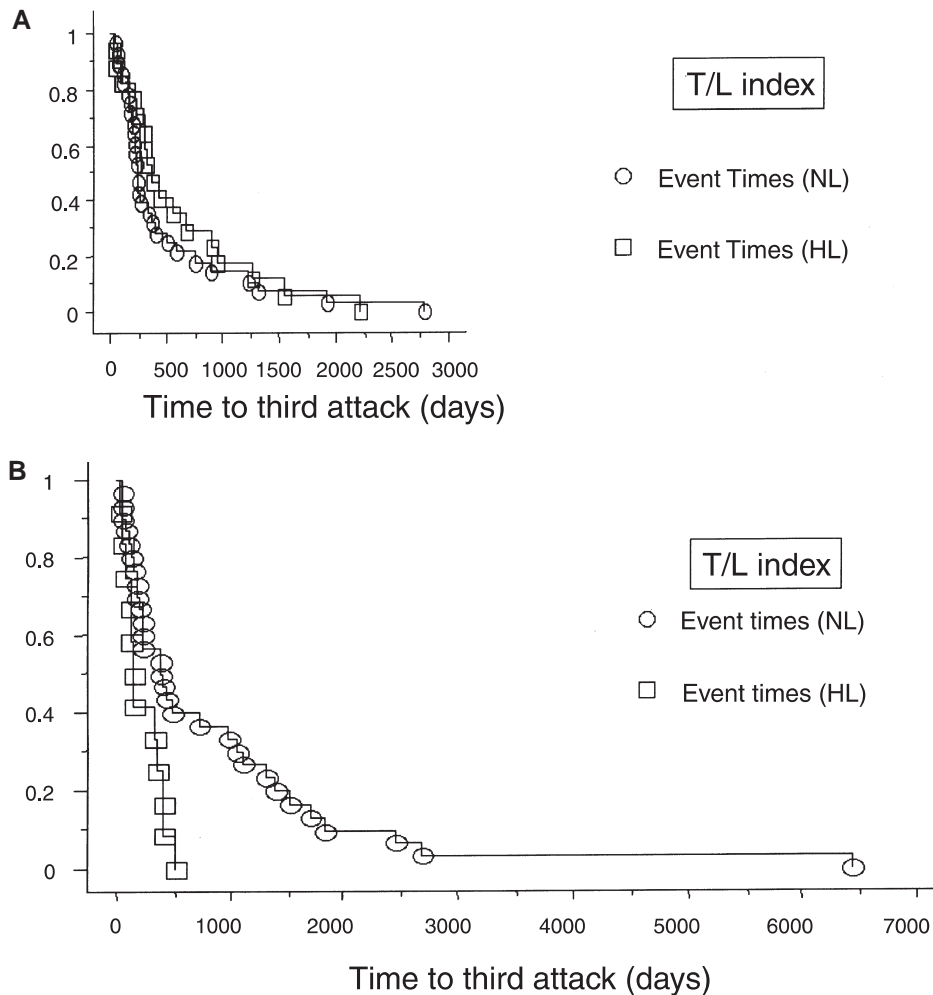 A
1
0.8
0.6
0.4
0.2
0
0 500 1000 1500 2000 2500 3000
Time to third attack (days)
T/L index
Event Times (NL)
Event Times (HL)
B
1
0.8
0.6
0.4
0.2
0
0 1000 2000 3000 4000 5000 6000 7000
Time to third attack (days)
T/L index
Event times (NL)
Event times (HL)